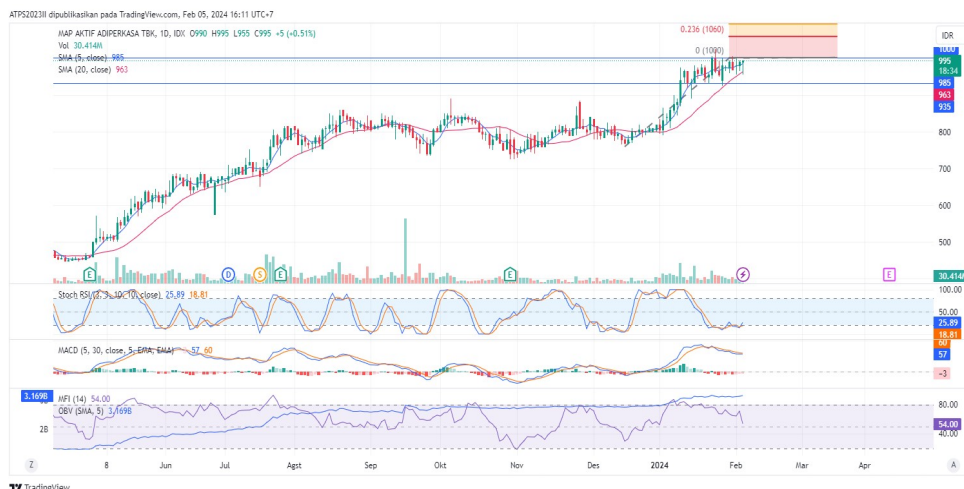 ATPS2023II dipublikasikan pada TradingView.com, Feb 05, 2024 16:11 UTC+7
MAP AKTIF ADIPERKASA TBK, 1D, IDX O990 H995 L955 C995 +5 (+0.51%)
Vol 30.414M
SMA (5, close) 985
SMA (20, close) 963
0.236 (1060)
0 (1000)
IDR
1000
995
18:34
985
963
935
800
700
600
500
30.414M
E
D
S
E
E
E
Stoch RSI (3, 3, 10, 10, close) 25.89 18.81
100.00
50.00
25.89
18.81
MACD (5, 30, close, 5, EMA, EMA) 57 60
60
57
−3
3.169B
MFI (14) 54.00
OBV (SMA, 5) 3.169B
2B
80.00
54.00
40.00
Z
8 Jun Jul Agst Sep Okt Nov Des 2024 Feb Mar Apr
A
TradingView